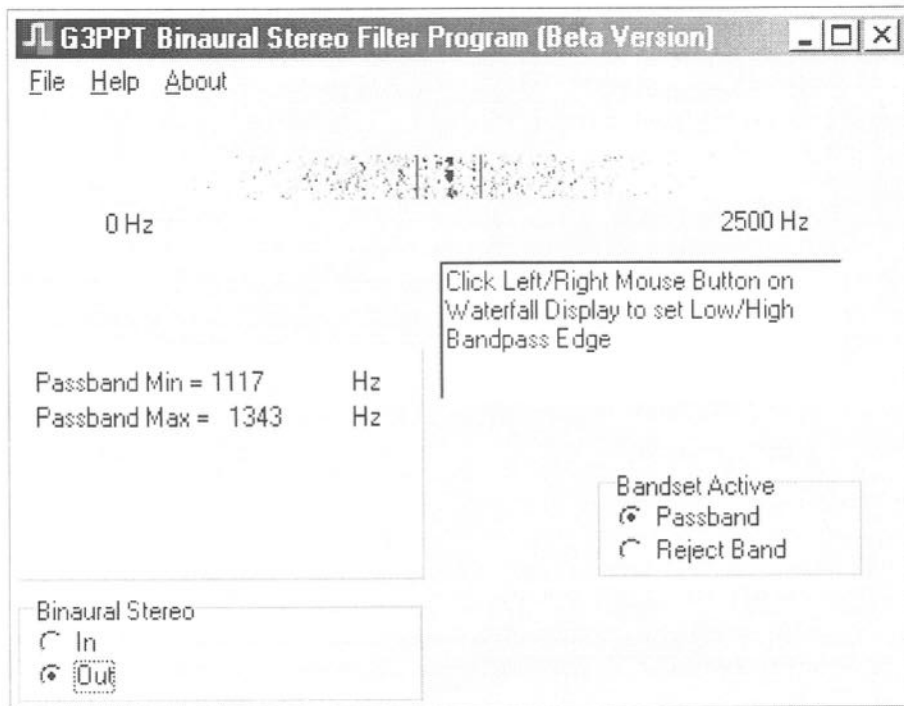 G3PPT Binaural Stereo Filter Program (Beta Version)
File Help About
0 Hz 2500 Hz
Click Left/Right Mouse Button on
Waterfall Display to set Low/High
Bandpass Edge
Passband Min = 1117 Hz
Passband Max = 1343 Hz
Bandset Active
Passband
Reject Band
Binaural Stereo
In
Out